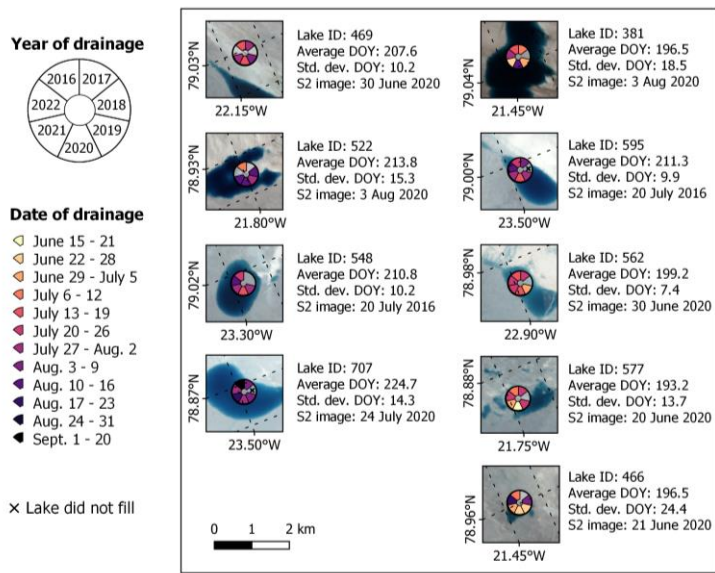 Year of drainage
2016
2017
2018
2019
2020
2021
2022
Date of drainage
June 15 - 21
June 22 - 28
June 29 - July 5
July 6 - 12
July 13 - 19
July 20 - 26
July 27 - Aug. 2
Aug. 3 - 9
Aug. 10 - 16
Aug. 17 - 23
Aug. 24 - 31
Sept. 1 - 20
× Lake did not fill
79.03°N
22.15°W
Lake ID: 469
Average DOY: 207.6
Std. dev. DOY: 10.2
S2 image: 30 June 2020
78.93°N
21.80°W
Lake ID: 522
Average DOY: 213.8
Std. dev. DOY: 15.3
S2 image: 3 Aug 2020
79.02°N
23.30°W
Lake ID: 548
Average DOY: 210.8
Std. dev. DOY: 10.2
S2 image: 20 July 2016
78.87°N
23.50°W
Lake ID: 707
Average DOY: 224.7
Std. dev. DOY: 14.3
S2 image: 24 July 2020
0 1 2 km
79.04°N
21.45°W
Lake ID: 381
Average DOY: 196.5
Std. dev. DOY: 18.5
S2 image: 3 Aug 2020
79.00°N
23.50°W
Lake ID: 595
Average DOY: 211.3
Std. dev. DOY: 9.9
S2 image: 20 July 2016
78.98°N
22.90°W
Lake ID: 562
Average DOY: 199.2
Std. dev. DOY: 7.4
S2 image: 30 June 2020
78.88°N
21.75°W
Lake ID: 577
Average DOY: 193.2
Std. dev. DOY: 13.7
S2 image: 20 June 2020
78.96°N
21.45°W
Lake ID: 466
Average DOY: 196.5
Std. dev. DOY: 24.4
S2 image: 21 June 2020